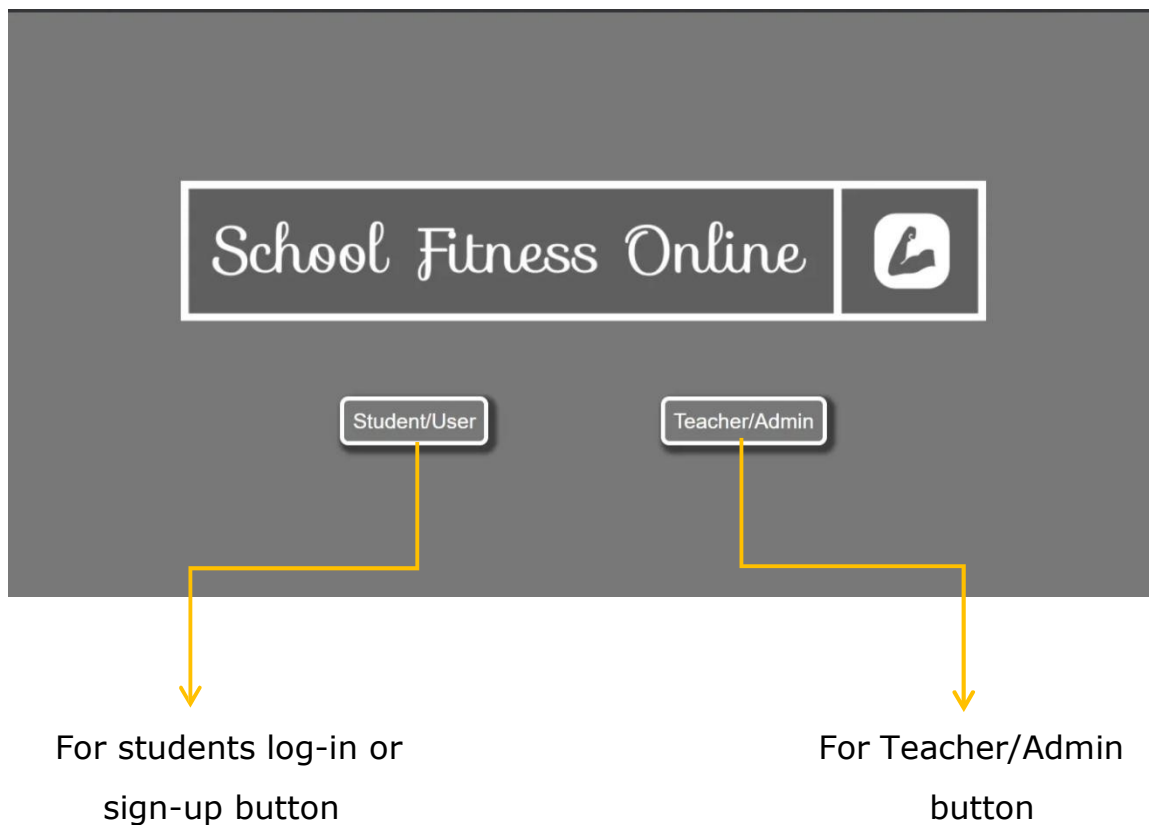 School Fitness Online
Student/User
Teacher/Admin
For students log-in or
sign-up button
For Teacher/Admin
button